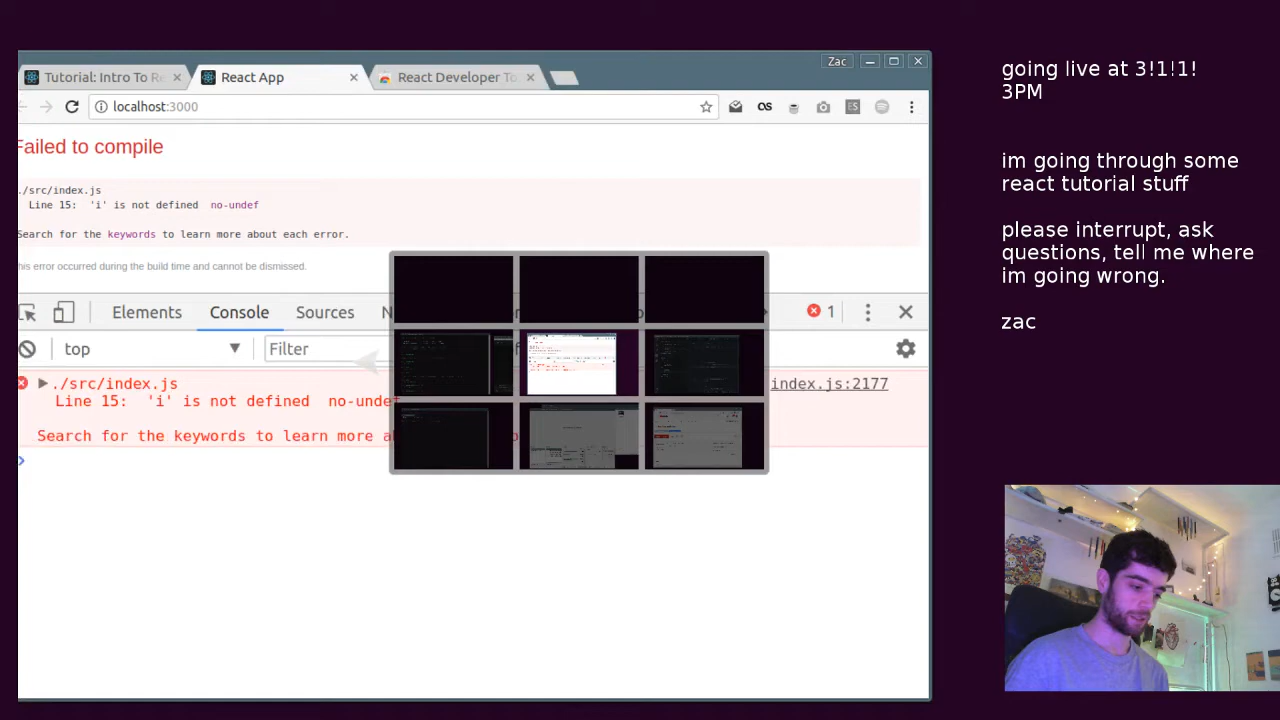 Zac
Tutorial: Intro To Re
React App
React Developer To
localhost:3000
ES
Failed to compile
./src/index.js
Line 15: 'i' is not defined no-undef
Search for the keywords to learn more about each error.
his error occurred during the build time and cannot be dismissed.
Elements
Console
Sources
N
1
top
Filter
./src/index.js
index.js:2177
Line 15: 'i' is not defined no-undef
Search for the keywords to learn more a
going live at 3!1!1!
3PM
im going through some
react tutorial stuff
please interrupt, ask
questions, tell me where
im going wrong.
zac